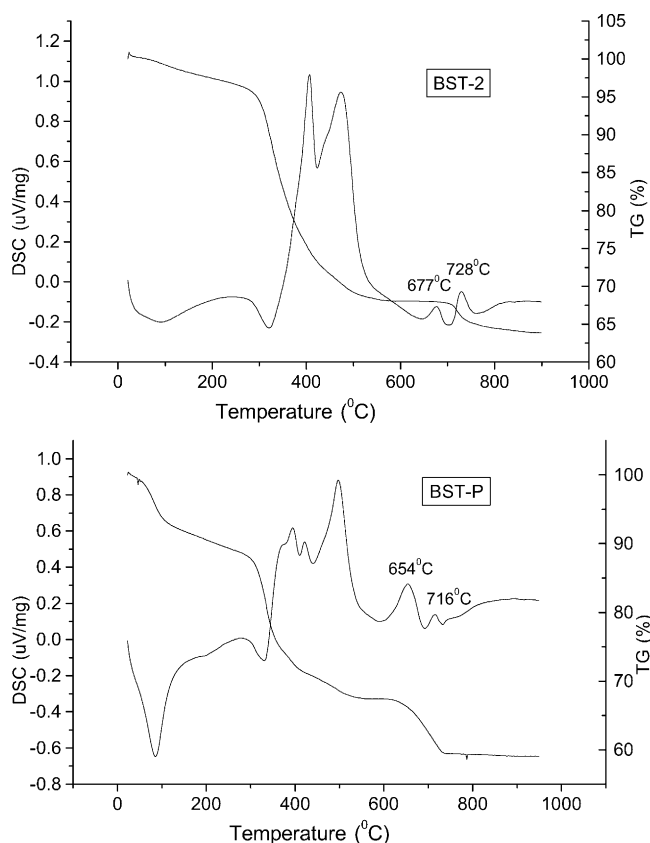 1.2
1.0
0.8
0.6
0.4
0.2
0.0
-0.2
-0.4
DSC (uV/mg)
BST-2
677⁰C
728⁰C
105
100
95
90
85
80
75
70
65
60
TG (%)
0 200 400 600 800 1000
Temperature (⁰C)
1.0
0.8
0.6
0.4
0.2
0.0
-0.2
-0.4
-0.6
-0.8
DSC (uV/mg)
BST-P
654⁰C
716⁰C
100
90
80
70
60
TG (%)
0 200 400 600 800 1000
Temperature (⁰C)